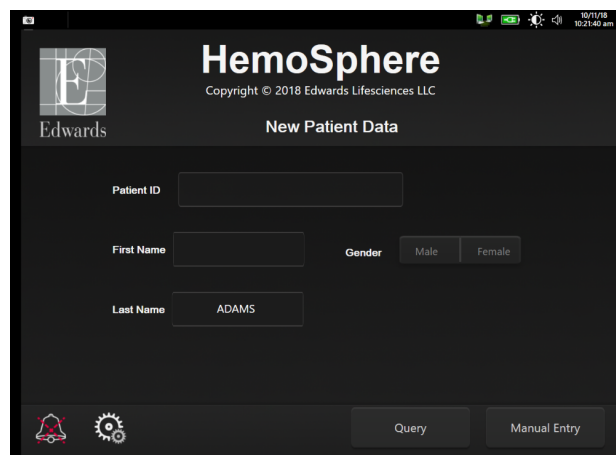 10/11/18
10:21:40 am
HemoSphere
Copyright © 2018 Edwards Lifesciences LLC
E
Edwards
New Patient Data
Patient ID
First Name
Gender
Male
Female
Last Name
ADAMS
Query
Manual Entry